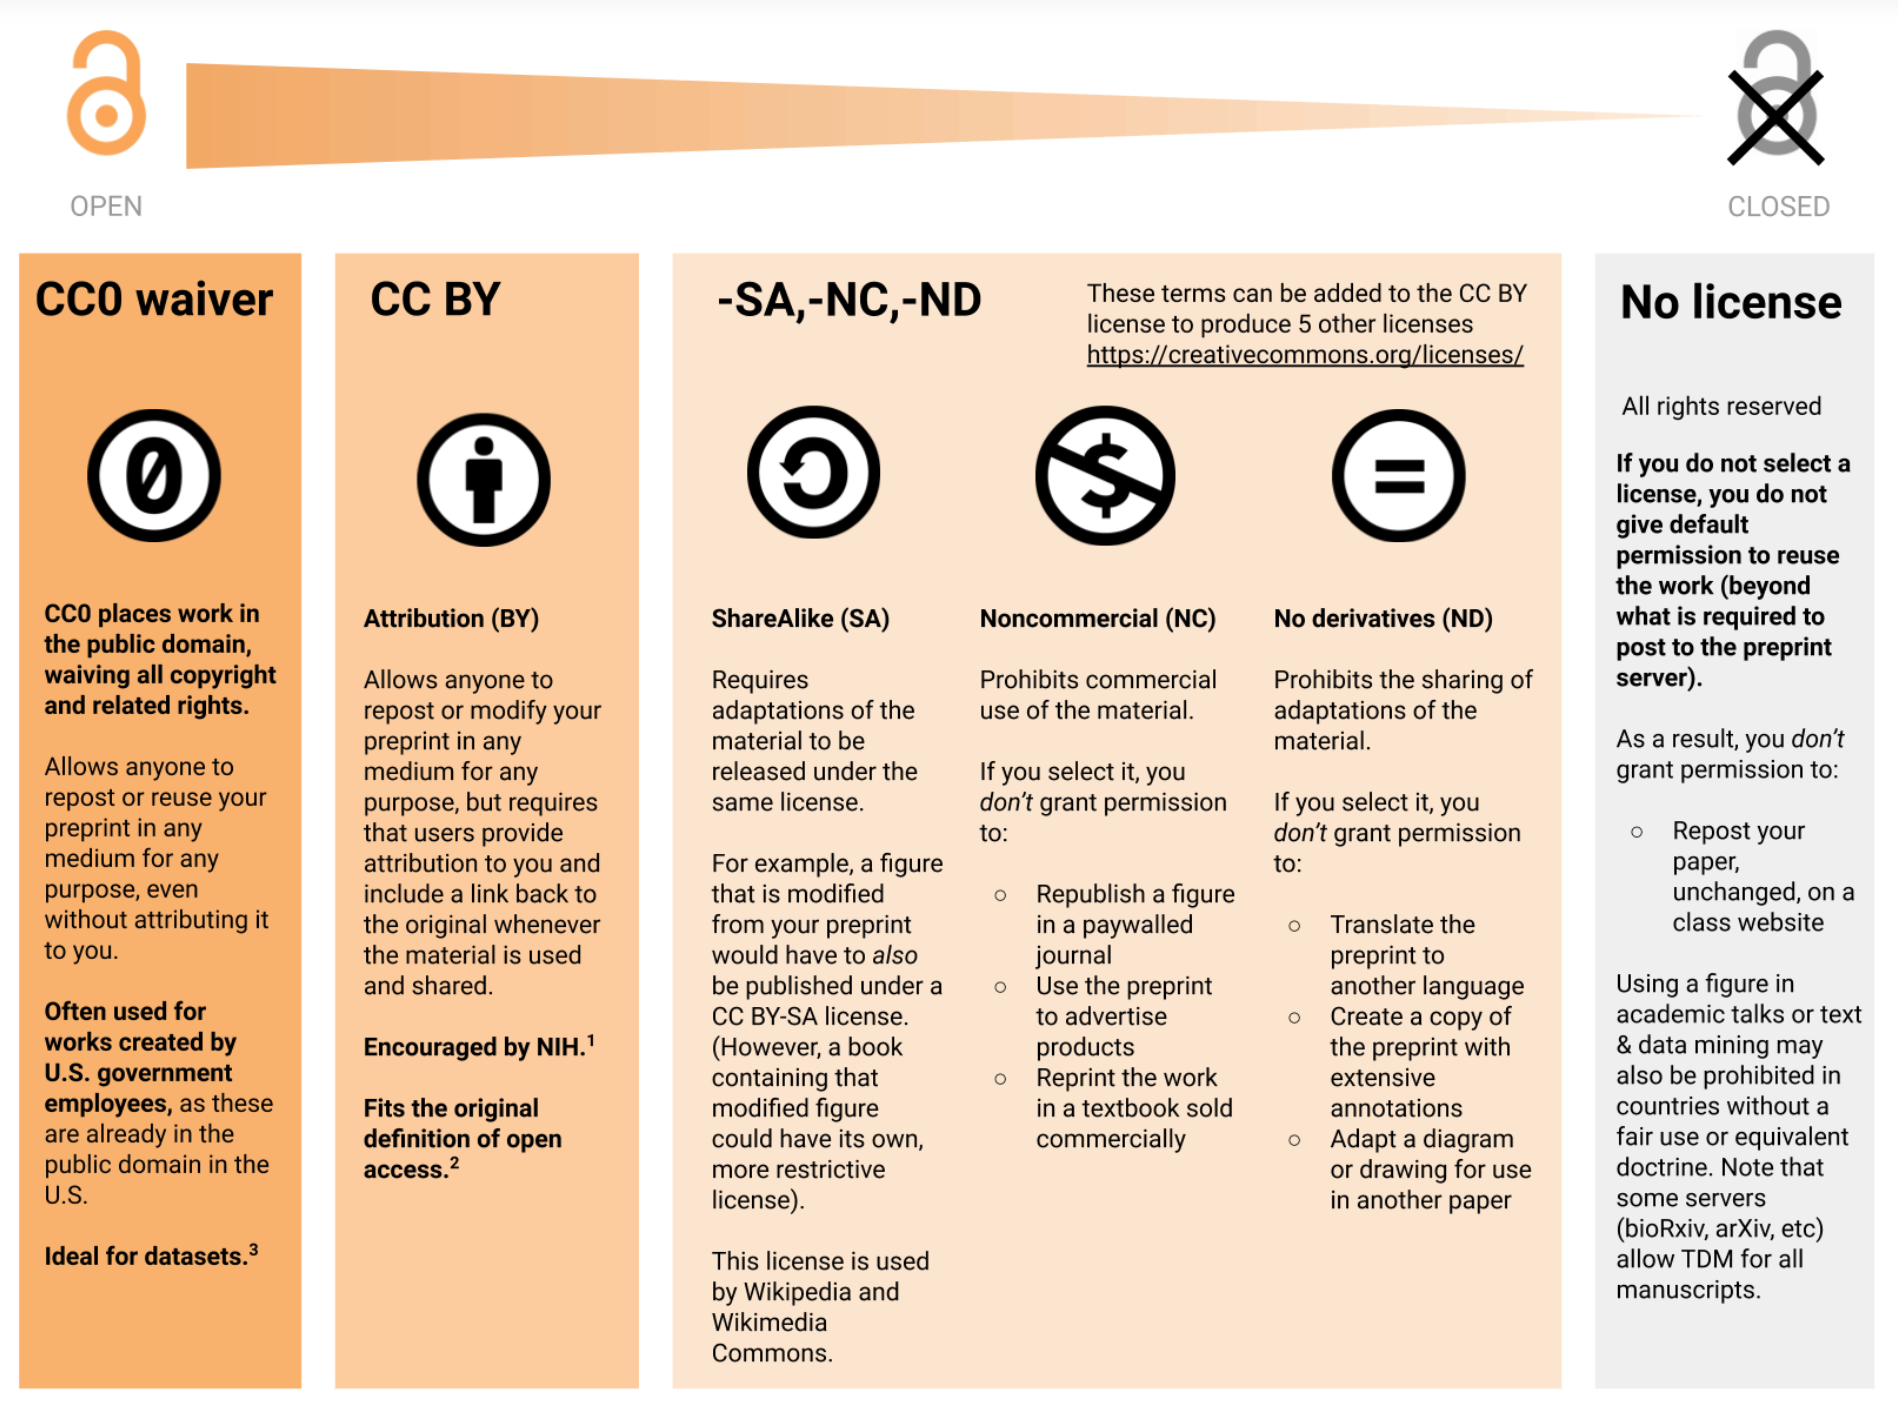 OPEN
CLOSED
CC0 waiver
CC0 places work in
the public domain,
waiving all copyright
and related rights.
Allows anyone to
repost or reuse your
preprint in any
medium for any
purpose, even
without attributing it
to you.
Often used for
works created by
U.S. government
employees, as these
are already in the
public domain in the
U.S.
Ideal for datasets.³
CC BY
Attribution (BY)
Allows anyone to
repost or modify your
preprint in any
medium for any
purpose, but requires
that users provide
attribution to you and
include a link back to
the original whenever
the material is used
and shared.
Encouraged by NIH.¹
Fits the original
definition of open
access.²
-SA,-NC,-ND
These terms can be added to the CC BY
license to produce 5 other licenses
https://creativecommons.org/licenses/
ShareAlike (SA)
Requires
adaptations of the
material to be
released under the
same license.
For example, a figure
that is modified
from your preprint
would have to also
be published under a
CC BY-SA license.
(However, a book
containing that
modified figure
could have its own,
more restrictive
license).
This license is used
by Wikipedia and
Wikimedia
Commons.
Noncommercial (NC)
Prohibits commercial
use of the material.
If you select it, you
don't grant permission
to:
○ Republish a figure
in a paywalled
journal
○ Use the preprint
to advertise
products
○ Reprint the work
in a textbook sold
commercially
No derivatives (ND)
Prohibits the sharing of
adaptations of the
material.
If you select it, you
don't grant permission
to:
○ Translate the
preprint to
another language
○ Create a copy of
the preprint with
extensive
annotations
○ Adapt a diagram
or drawing for use
in another paper
No license
All rights reserved
If you do not select a
license, you do not
give default
permission to reuse
the work (beyond
what is required to
post to the preprint
server).
As a result, you don't
grant permission to:
○ Repost your
paper,
unchanged, on a
class website
Using a figure in
academic talks or text
& data mining may
also be prohibited in
countries without a
fair use or equivalent
doctrine. Note that
some servers
(bioRxiv, arXiv, etc)
allow TDM for all
manuscripts.